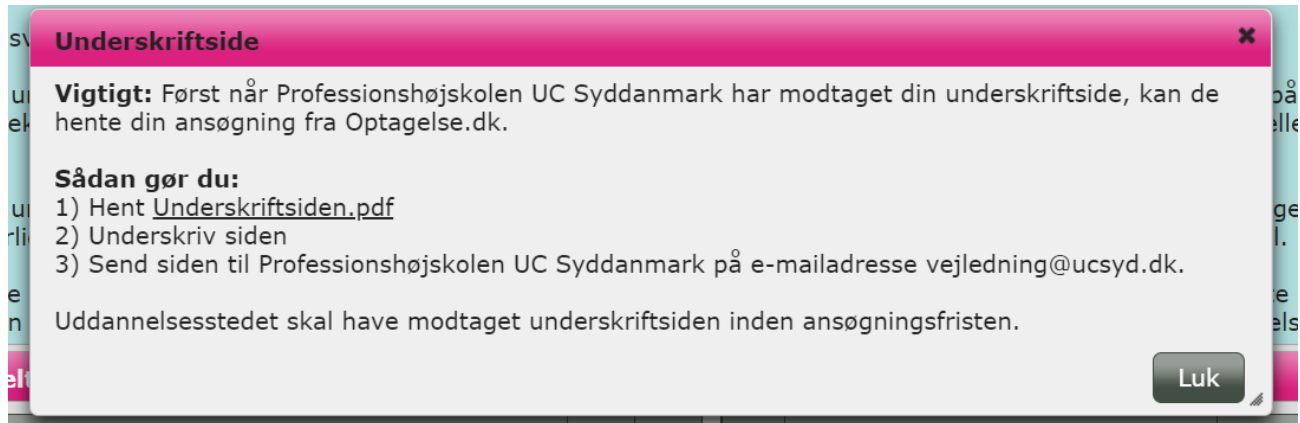 Underskriftside
Vigtigt: Først når Professionshøjskolen UC Syddanmark har modtaget din underskriftside, kan de
hente din ansøgning fra Optagelse.dk.
Sådan gør du:
1) Hent Underskriftsiden.pdf
2) Underskriv siden
3) Send siden til Professionshøjskolen UC Syddanmark på e-mailadresse vejledning@ucsyd.dk.
Uddannelsesstedet skal have modtaget underskriftsiden inden ansøgningsfristen.
Luk